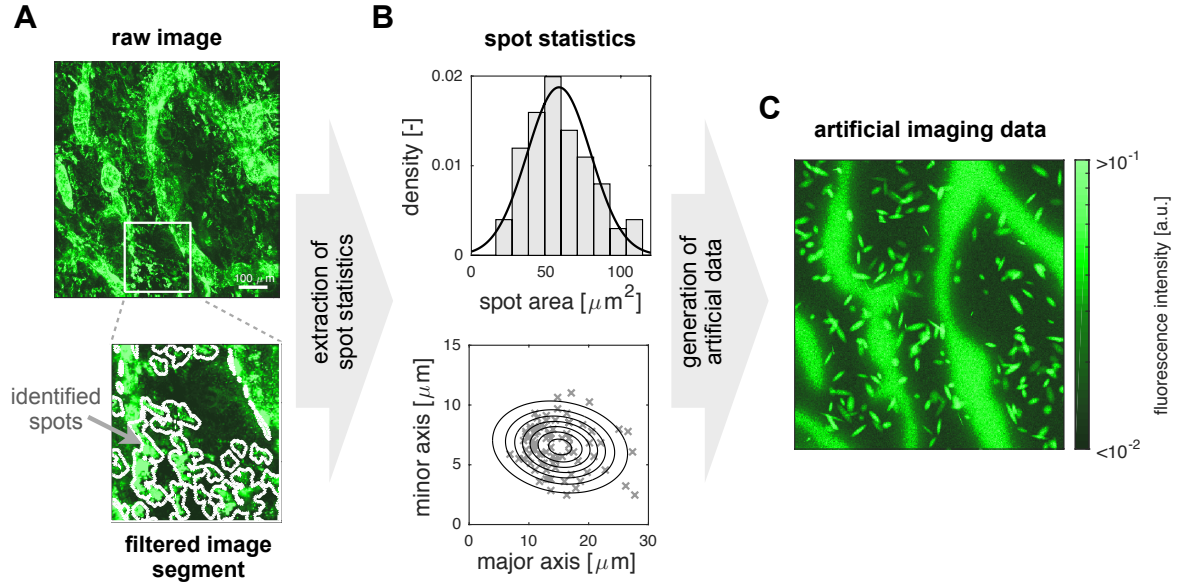 A
raw image
100 μm
identified
spots
filtered image
segment
extraction of
spot statistics
B
spot statistics
density [-]
0.02
0.01
0
0
50
100
spot area [μm²]
minor axis [μm]
15
10
5
0
0
10
20
30
major axis [μm]
generation of
artificial data
C
artificial imaging data
>10⁻¹
<10⁻²
fluorescence intensity [a.u.]